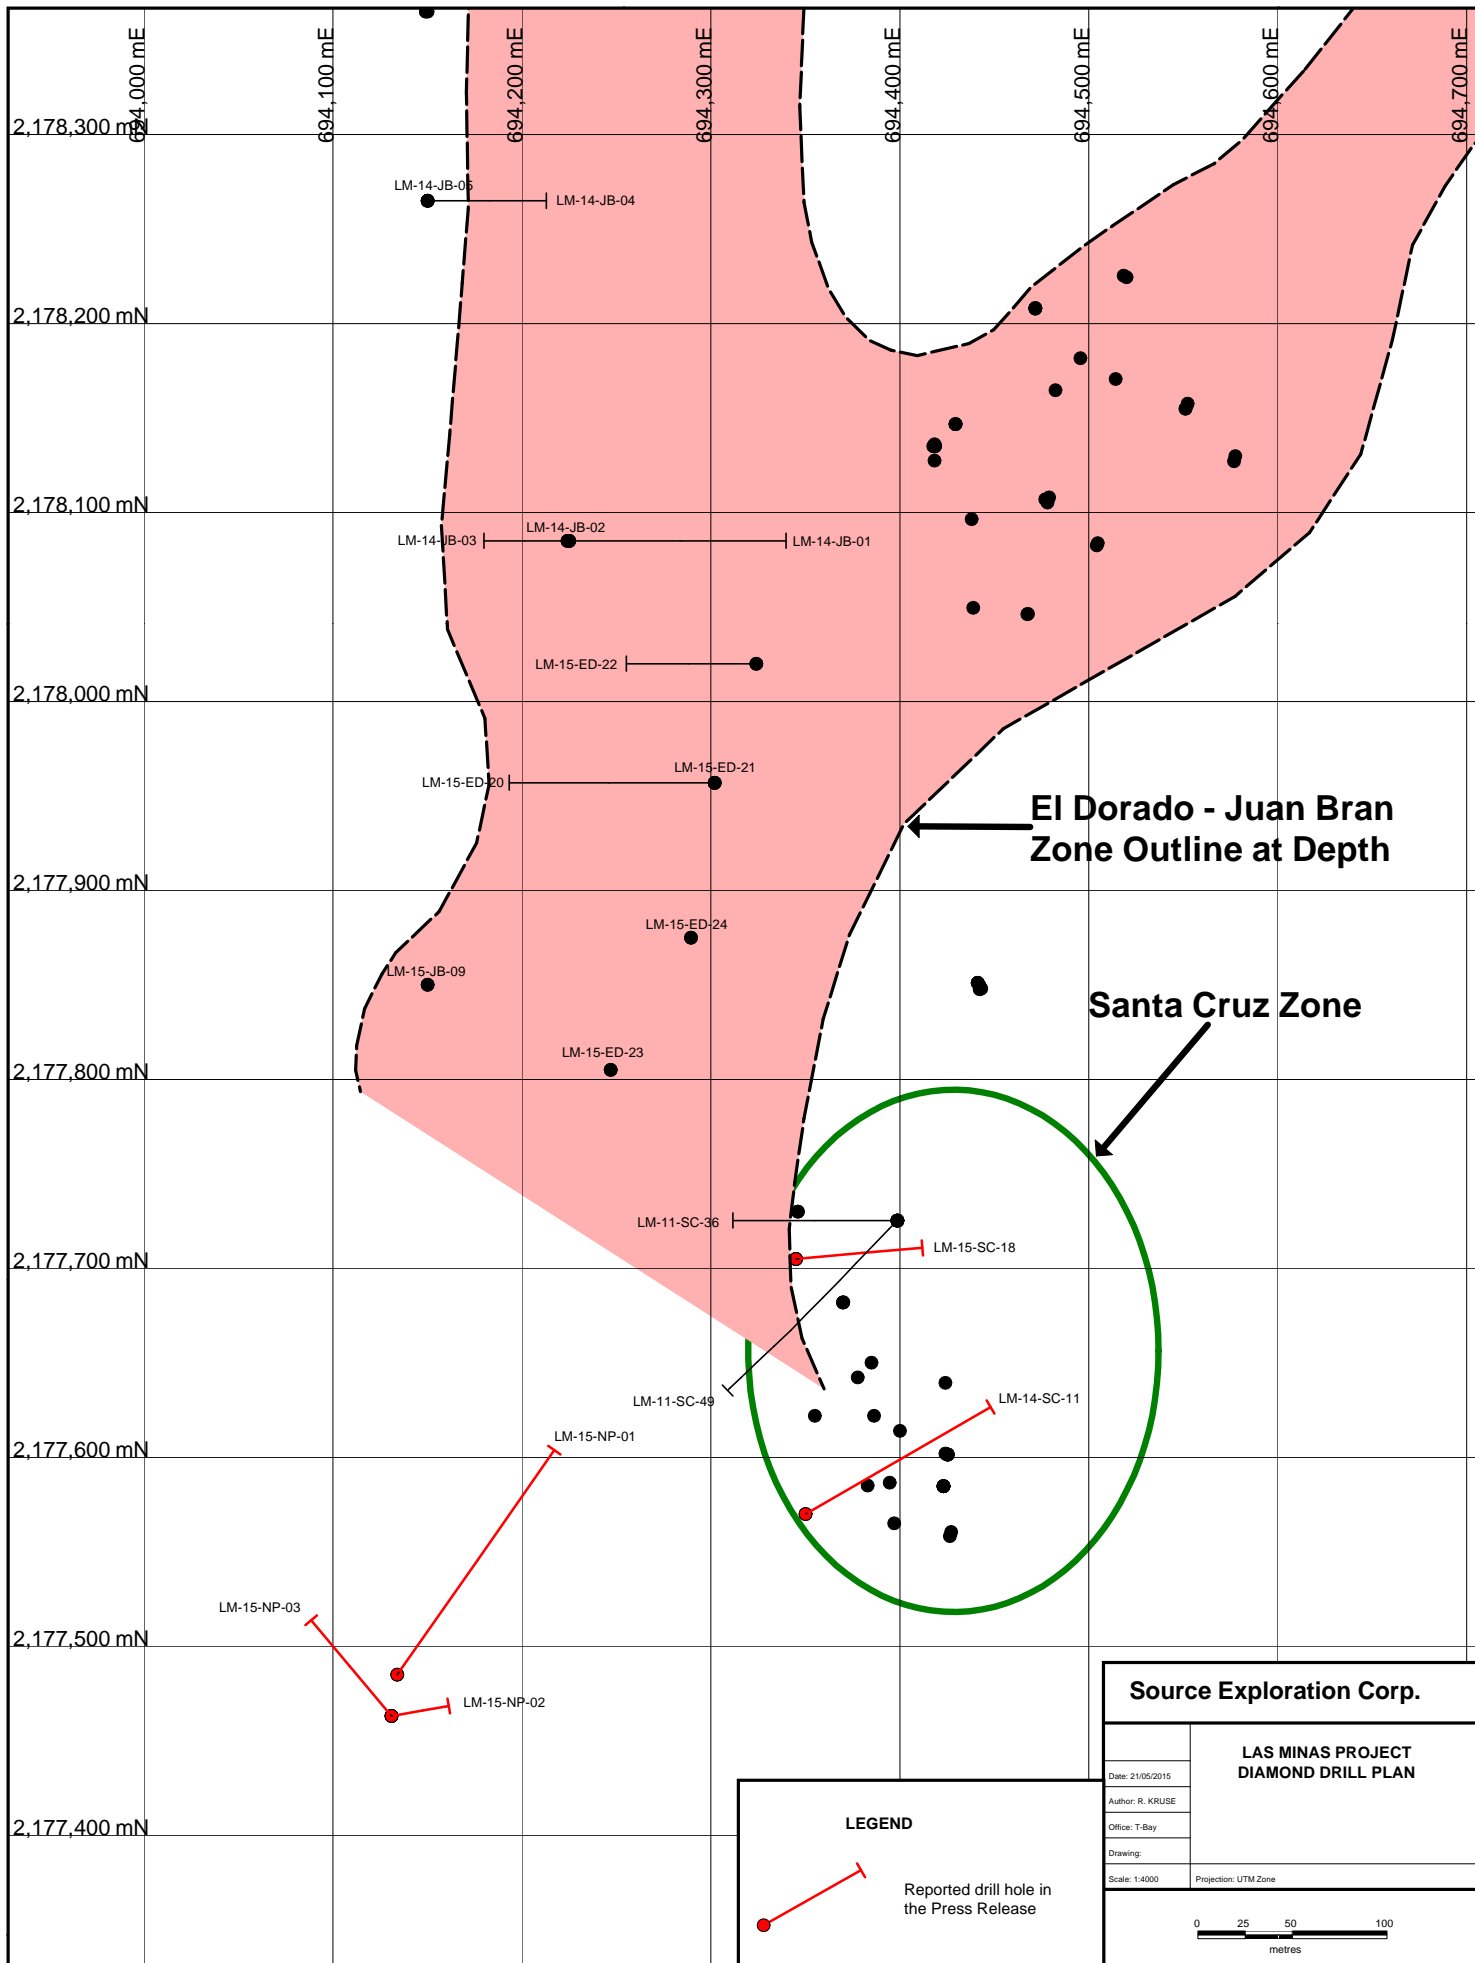 694,000 mE
694,100 mE
694,200 mE
694,300 mE
694,400 mE
694,500 mE
694,600 mE
694,700 mE
2,178,300 mN
LM-14-JB-05
LM-14-JB-04
2,178,200 mN
2,178,100 mN
LM-14-JB-03
LM-14-JB-02
LM-14-JB-01
LM-15-ED-22
2,178,000 mN
LM-15-ED-20
LM-15-ED-21
El Dorado - Juan Bran
Zone Outline at Depth
2,177,900 mN
LM-15-ED-24
LM-15-JB-09
Santa Cruz Zone
LM-15-ED-23
2,177,800 mN
LM-11-SC-36
LM-15-SC-18
2,177,700 mN
LM-11-SC-49
LM-14-SC-11
LM-15-NP-01
2,177,600 mN
LM-15-NP-03
2,177,500 mN
LM-15-NP-02
2,177,400 mN
LEGEND
Reported drill hole in
the Press Release
Source Exploration Corp.
LAS MINAS PROJECT
DIAMOND DRILL PLAN
Date: 21/05/2015
Author: R. KRUSE
Office: T-Bay
Drawing:
Scale: 1:4000
Projection: UTM Zone
0 25 50 100
metres